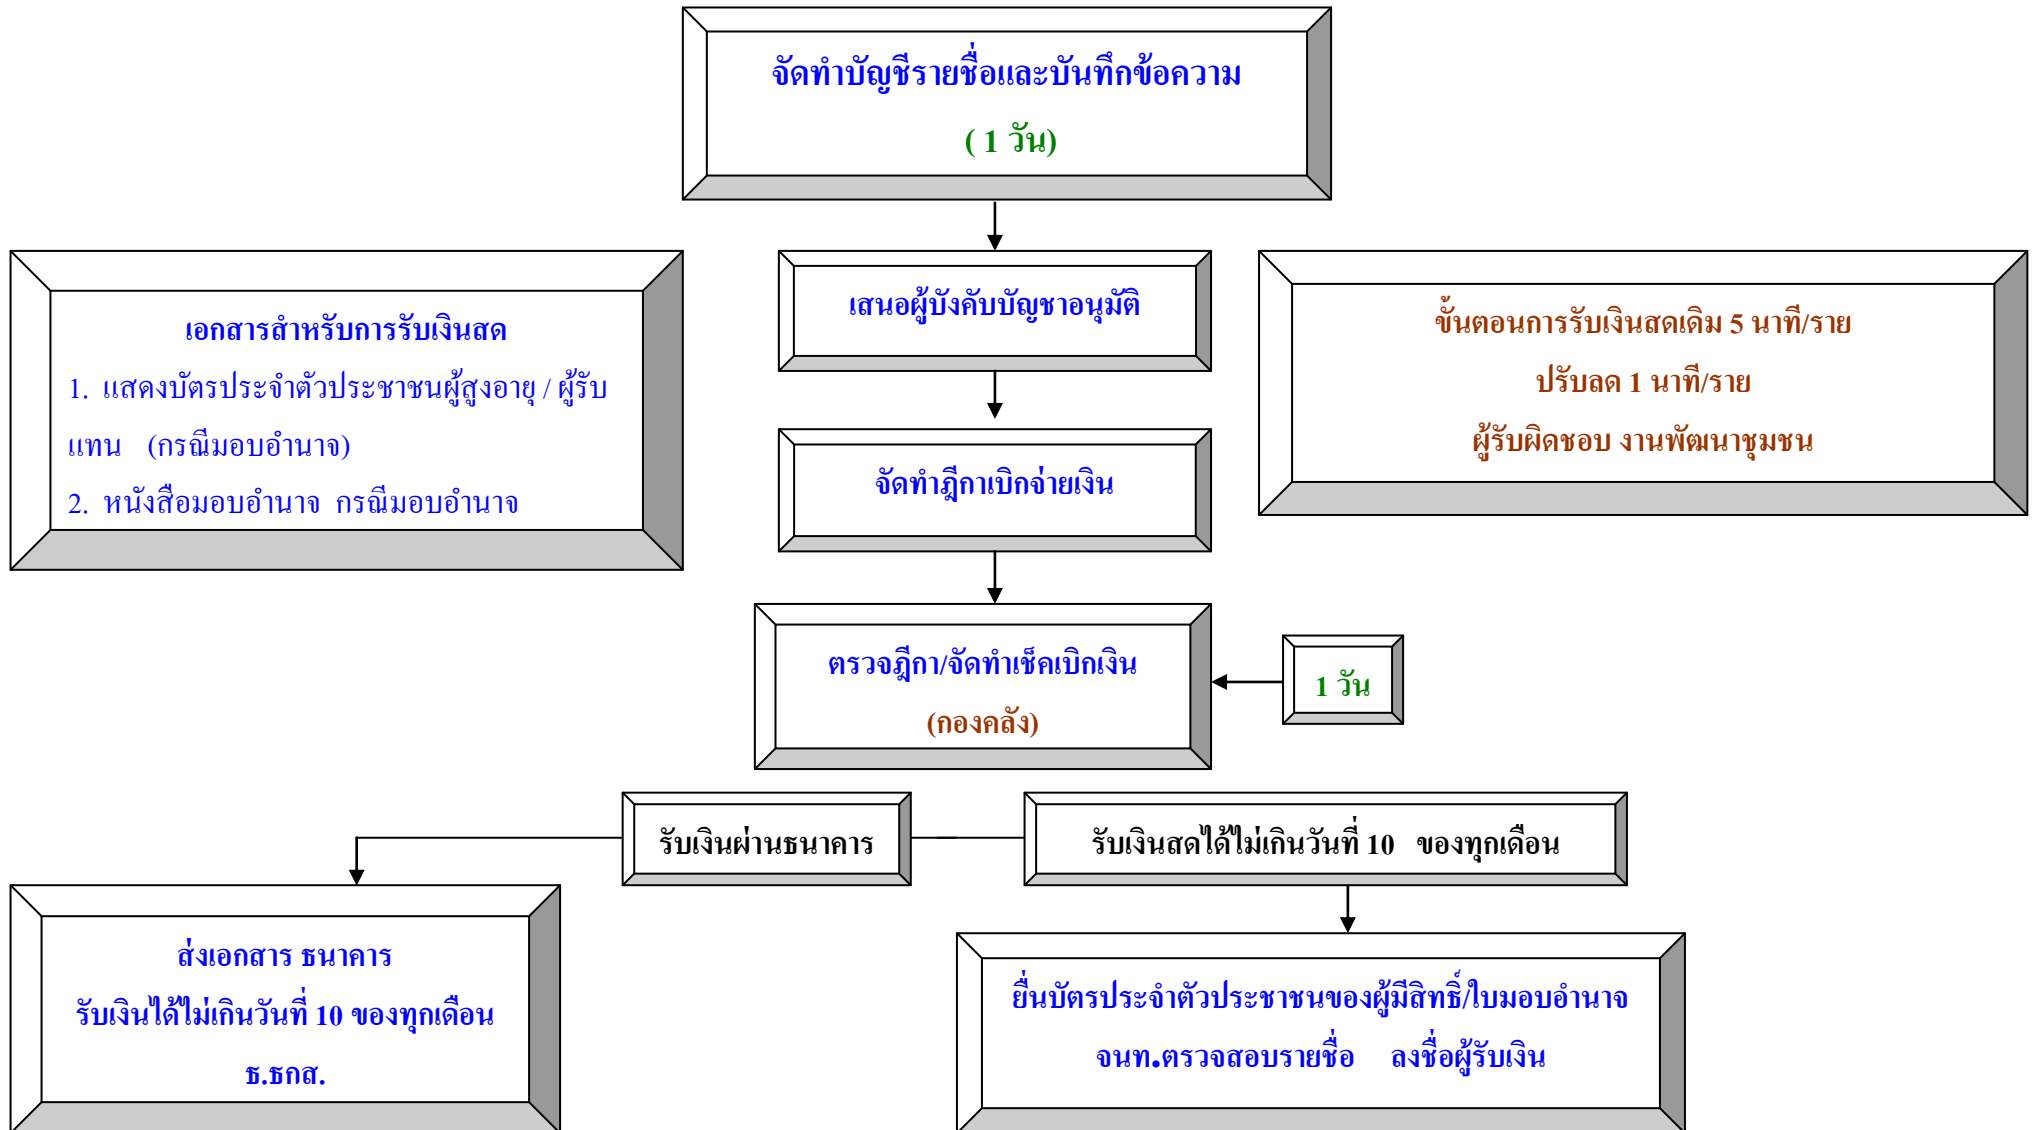 จัดทำบัญชีรายชื่อและบันทึกข้อความ
( 1 วัน)
เสนอผู้บังคับบัญชาอนุมัติ
เอกสารสำหรับการรับเงินสด
1. แสดงบัตรประจำตัวประชาชนผู้สูงอายุ / ผู้รับ
แทน (กรณีมอบอำนาจ)
2. หนังสือมอบอำนาจ กรณีมอบอำนาจ
ขั้นตอนการรับเงินสดเดิม 5 นาที/ราย
ปรับลด 1 นาที/ราย
ผู้รับผิดชอบ งานพัฒนาชุมชน
จัดทำฎีกาเบิกจ่ายเงิน
ตรวจฎีกา/จัดทำเช็คเบิกเงิน
(กองคลัง)
1 วัน
รับเงินผ่านธนาคาร
รับเงินสดได้ไม่เกินวันที่ 10 ของทุกเดือน
ส่งเอกสาร ธนาคาร
รับเงินได้ไม่เกินวันที่ 10 ของทุกเดือน
ธ.ธกส.
ยื่นบัตรประจำตัวประชาชนของผู้มีสิทธิ์/ใบมอบอำนาจ
จนท.ตรวจสอบรายชื่อ ลงชื่อผู้รับเงิน